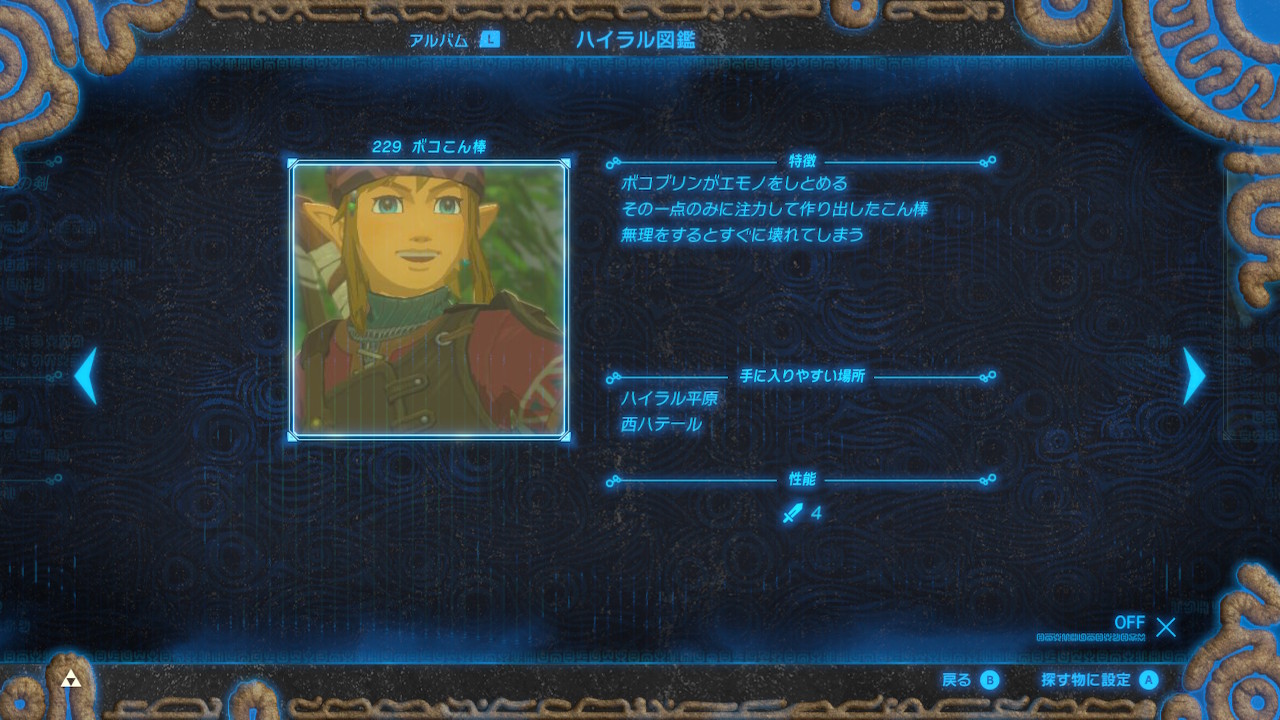 アルバム L
ハイラル図鑑
229 ボコこん棒
特徴
ボコブリンがエモノをしとめる
その一点のみに注力して作り出したこん棒
無理をするとすぐに壊れてしまう
手に入りやすい場所
ハイラル平原
西ハテール
性能
4
OFF
戻る B
探す物に設定 A